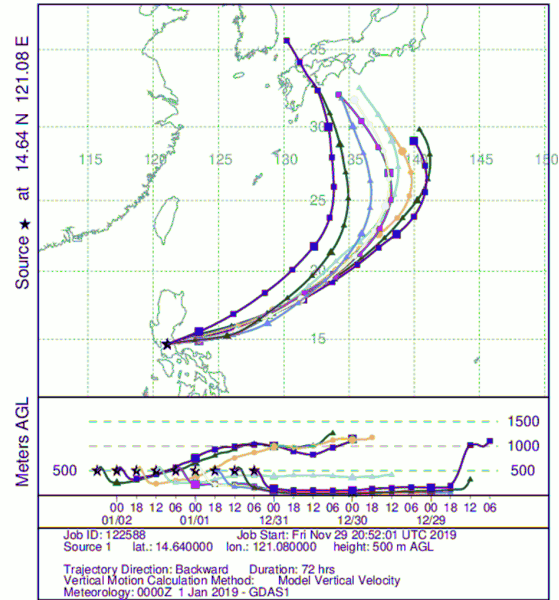 Source ★ at 14.64 N 121.08 E
35
30
115 120 125 130 135 140 145 150
25
20
15
Meters AGL
1500
1000
500 500
00 18 12 06 00 18 12 06 00 18 12 06 00 18 12 06 00 18 12 06
01/02 01/01 12/31 12/30 12/29
Job ID: 122588 Job Start: Fri Nov 29 20:52:01 UTC 2019
Source 1 lat.: 14.640000 lon.: 121.080000 height: 500 m AGL
Trajectory Direction: Backward Duration: 72 hrs
Vertical Motion Calculation Method: Model Vertical Velocity
Meteorology: 0000Z 1 Jan 2019 - GDAS1